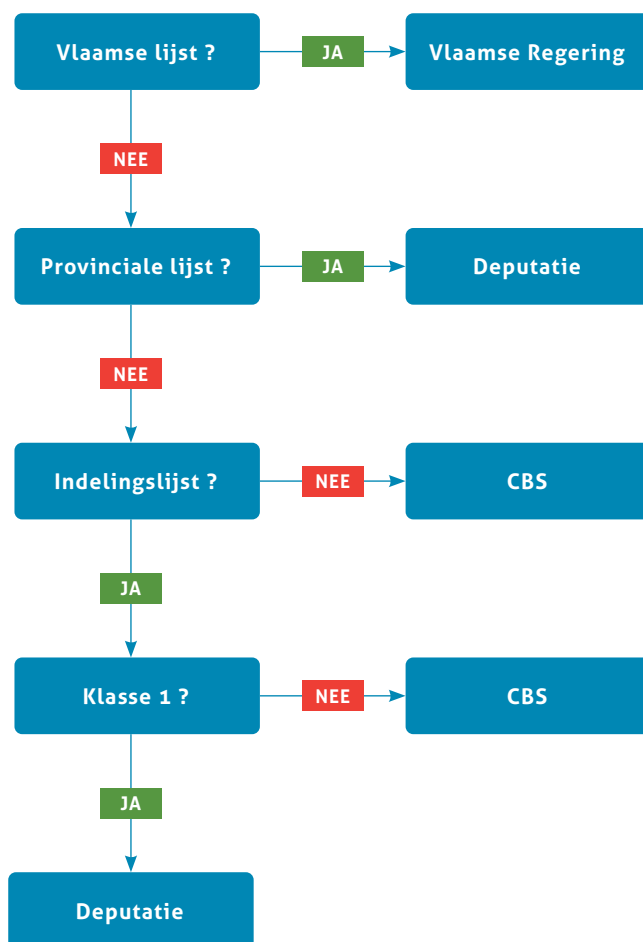 Vlaamse lijst ?
JA
Vlaamse Regering
NEE
Provinciale lijst ?
JA
Deputatie
NEE
Indelingslijst ?
NEE
CBS
JA
Klasse 1 ?
NEE
CBS
JA
Deputatie